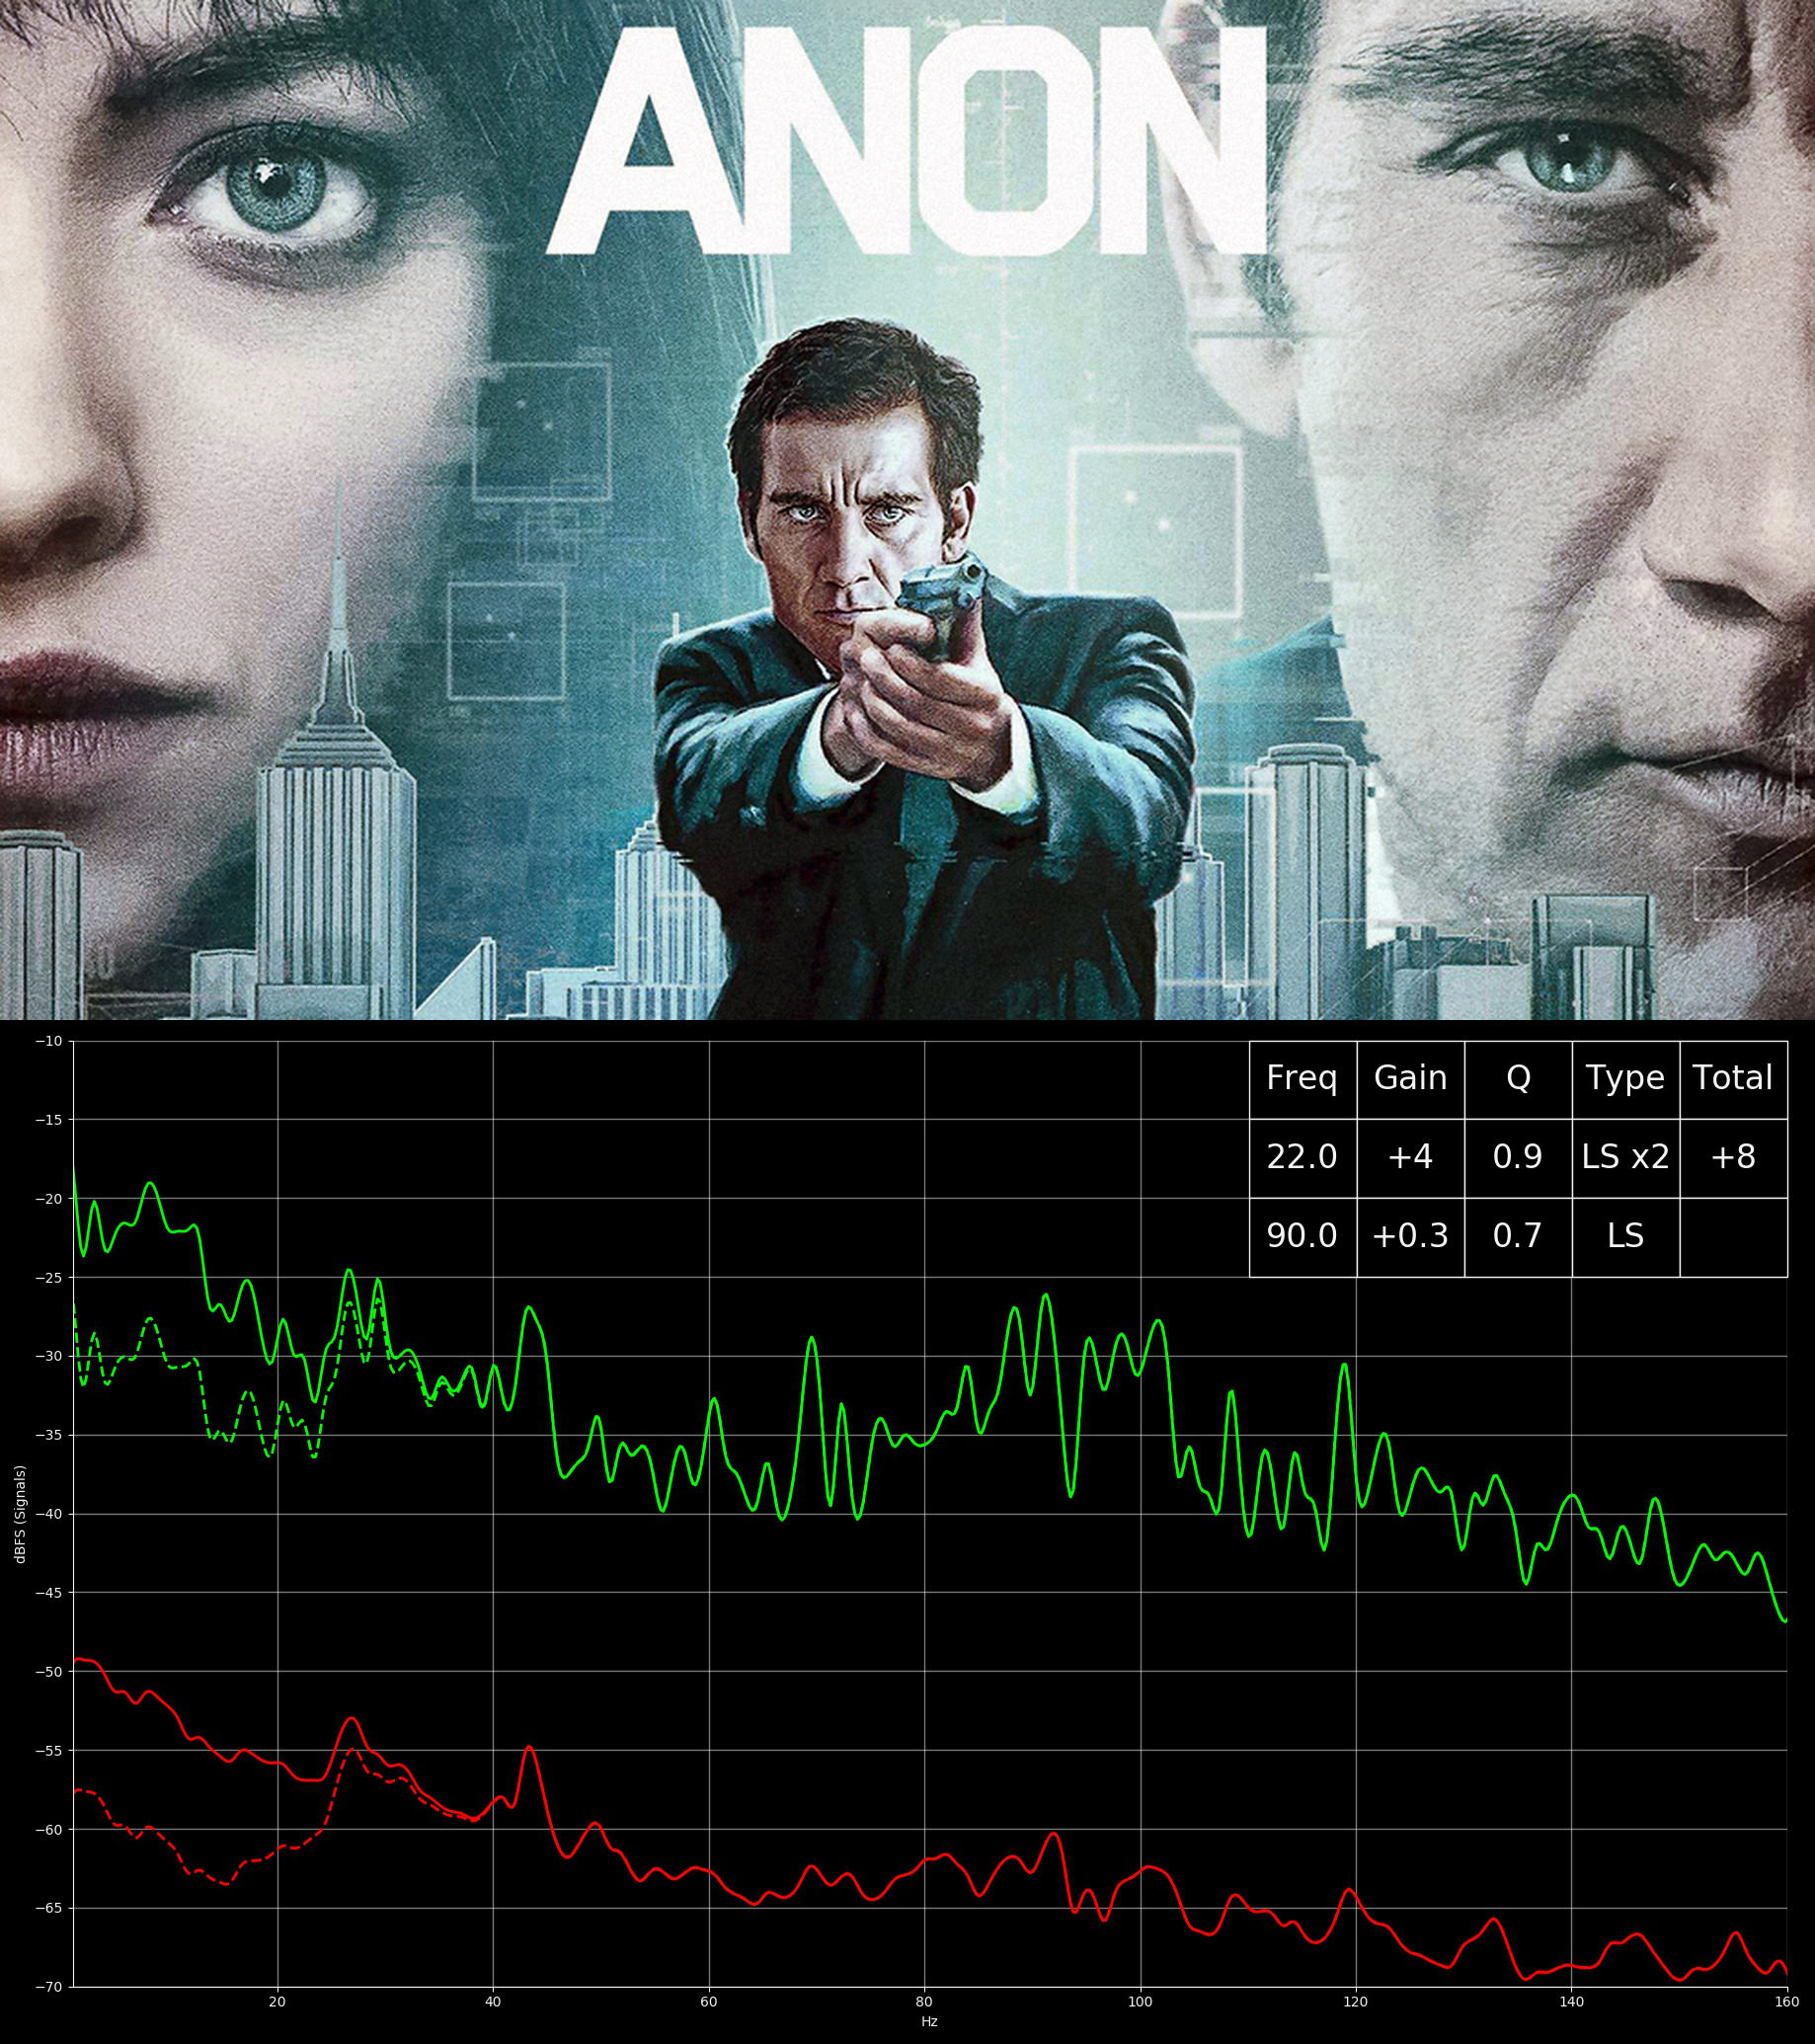 ANON
Freq Gain Q Type Total
22.0 +4 0.9 LS x2 +8
90.0 +0.3 0.7 LS
−10
−15
−20
−25
−30
−35
−40
−45
−50
−55
−60
−65
−70
dBFS (Signals)
20 40 60 80 100 120 140 160
Hz